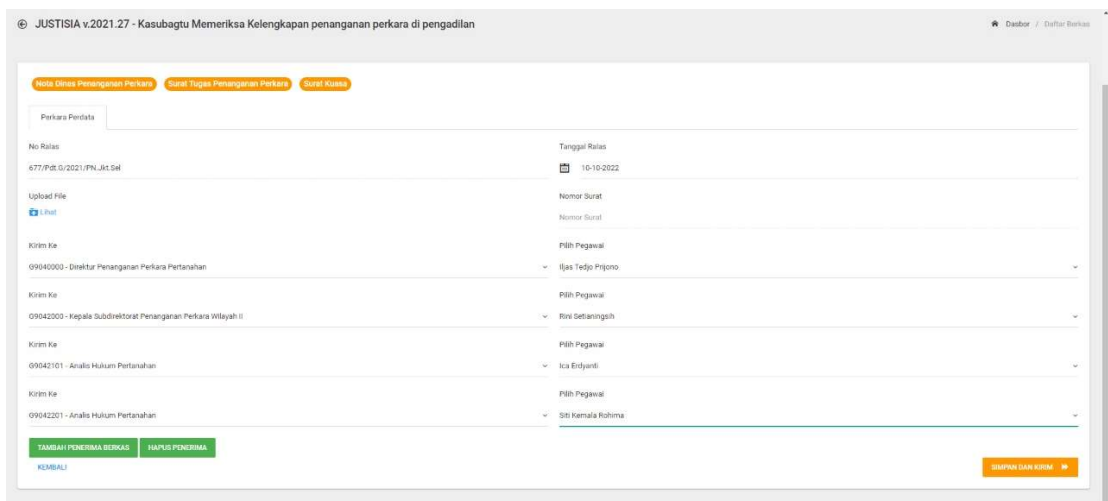 JUSTISIA v.2021.27 - Kasubagtu Memeriksa Kelengkapan penanganan perkara di pengadilan
Dasbor / Daftar Berkas
Nota Dinas Penanganan Perkara Surat Tugas Penanganan Perkara Surat Kuasa
Perkara Perdata
No Ralas Tanggal Ralas
677/Pdt.G/2021/PN.Jkt.Sel 10-10-2022
Upload File Nomor Surat
Lihat Nomor Surat
Kirim Ke Pilih Pegawai
G9040000 - Direktur Penanganan Perkara Pertanahan Iljas Tedjo Prijono
Kirim Ke Pilih Pegawai
G9042000 - Kepala Subdirektorat Penanganan Perkara Wilayah II Rini Setianingsih
Kirim Ke Pilih Pegawai
G9042101 - Analis Hukum Pertanahan Ica Erdyanti
Kirim Ke Pilih Pegawai
G9042201 - Analis Hukum Pertanahan Siti Kemala Rohima
TAMBAH PENERIMA BERKAS HAPUS PENERIMA
KEMBALI SIMPAN DAN KIRIM